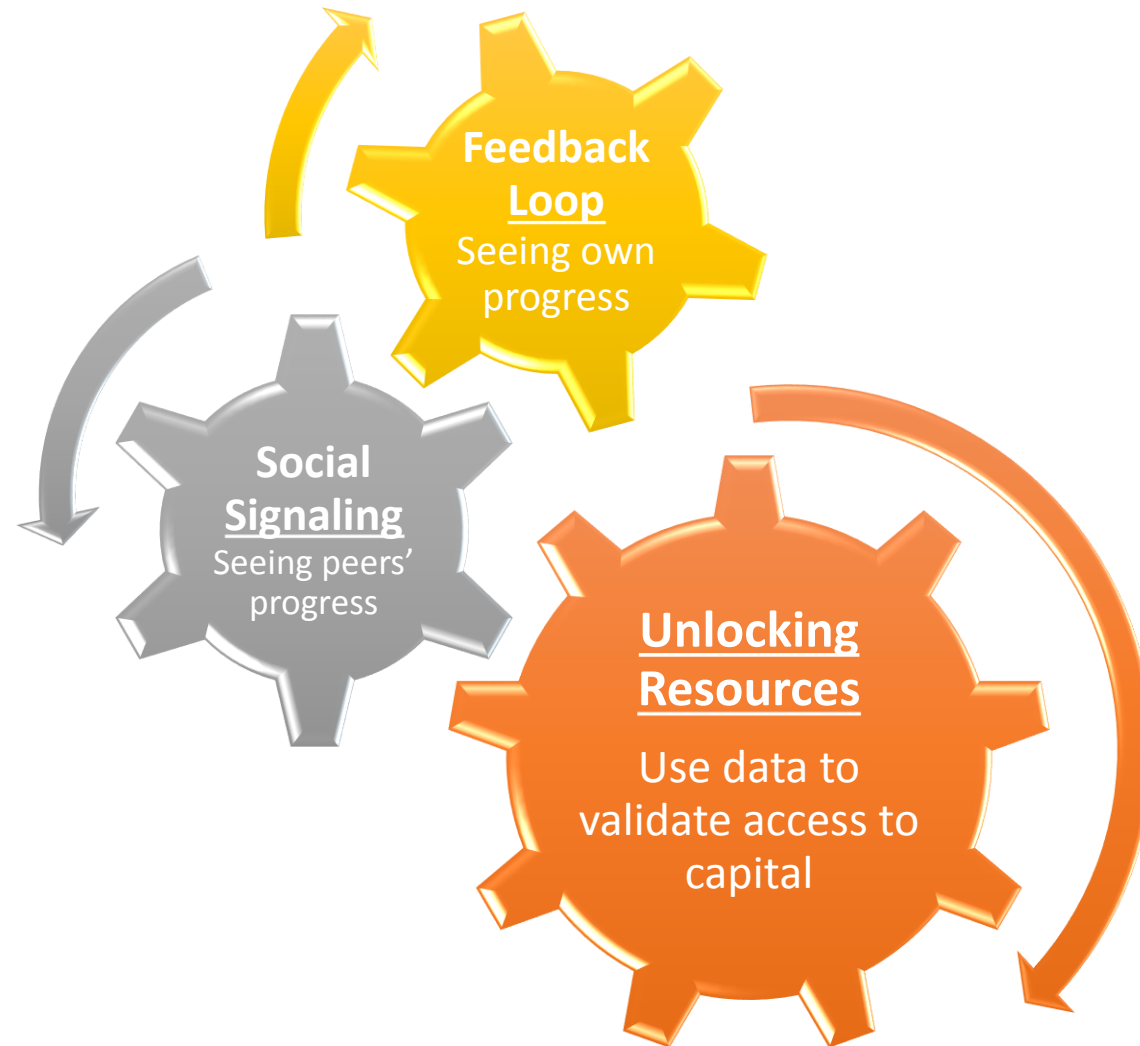 Feedback
Loop
Seeing own
progress
Social
Signaling
Seeing peers’
progress
Unlocking
Resources
Use data to
validate access to
capital